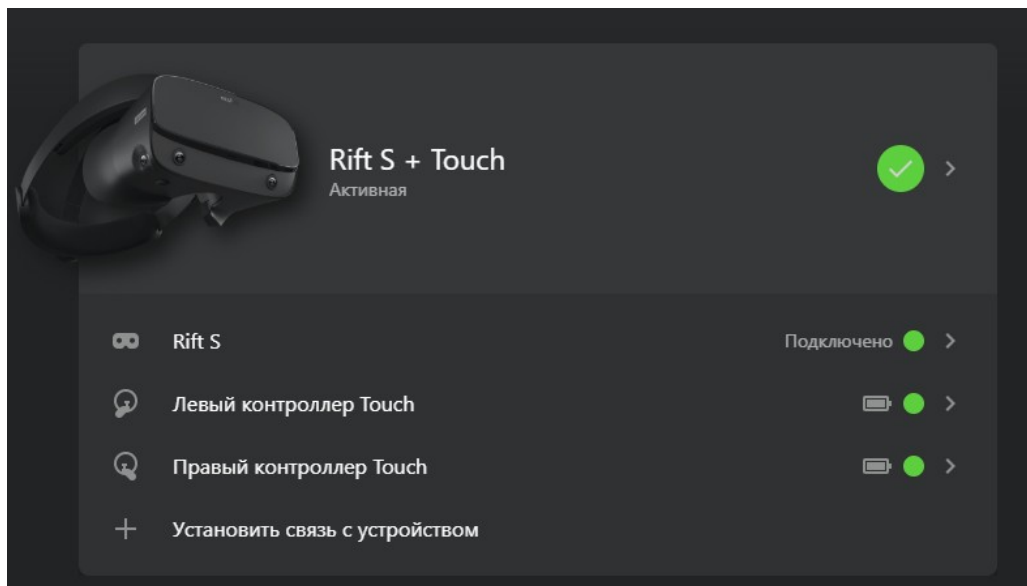 Rift S + Touch
Активная
Rift S
Подключено
Левый контроллер Touch
Правый контроллер Touch
Установить связь с устройством